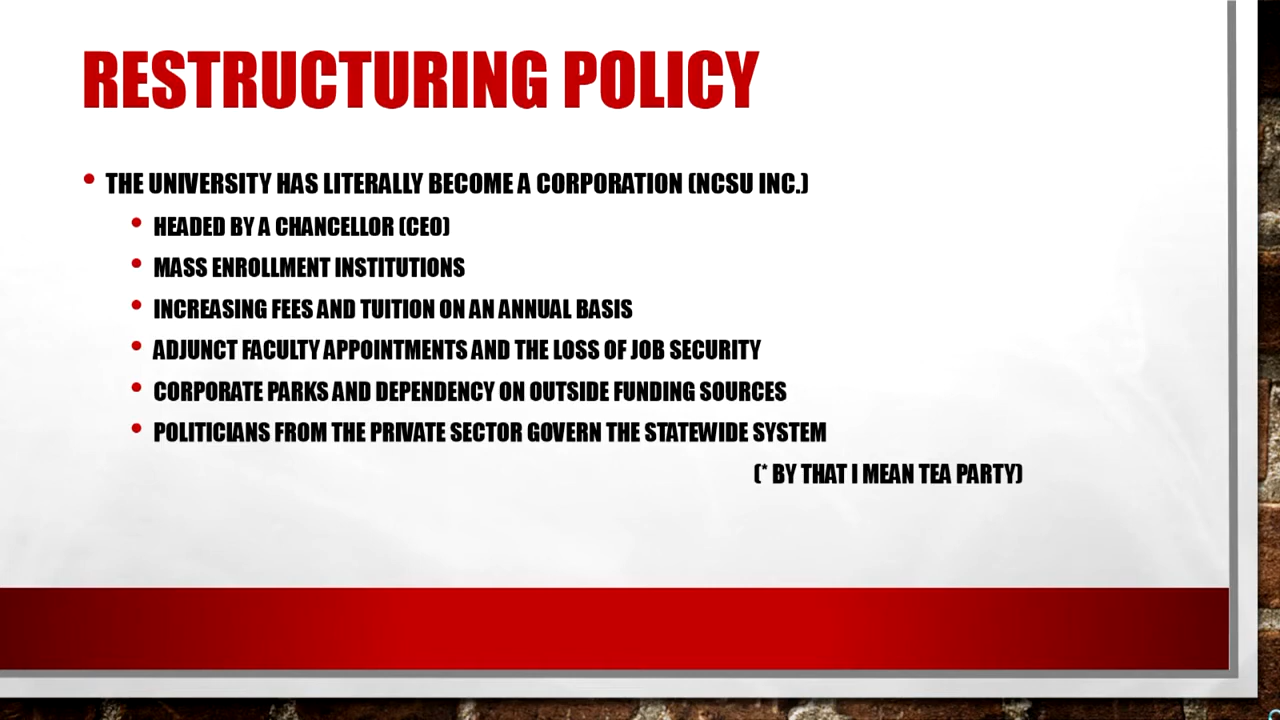 RESTRUCTURING POLICY
• THE UNIVERSITY HAS LITERALLY BECOME A CORPORATION (NCSU INC.)
• HEADED BY A CHANCELLOR (CEO)
• MASS ENROLLMENT INSTITUTIONS
• INCREASING FEES AND TUITION ON AN ANNUAL BASIS
• ADJUNCT FACULTY APPOINTMENTS AND THE LOSS OF JOB SECURITY
• CORPORATE PARKS AND DEPENDENCY ON OUTSIDE FUNDING SOURCES
• POLITICIANS FROM THE PRIVATE SECTOR GOVERN THE STATEWIDE SYSTEM
(* BY THAT I MEAN TEA PARTY)